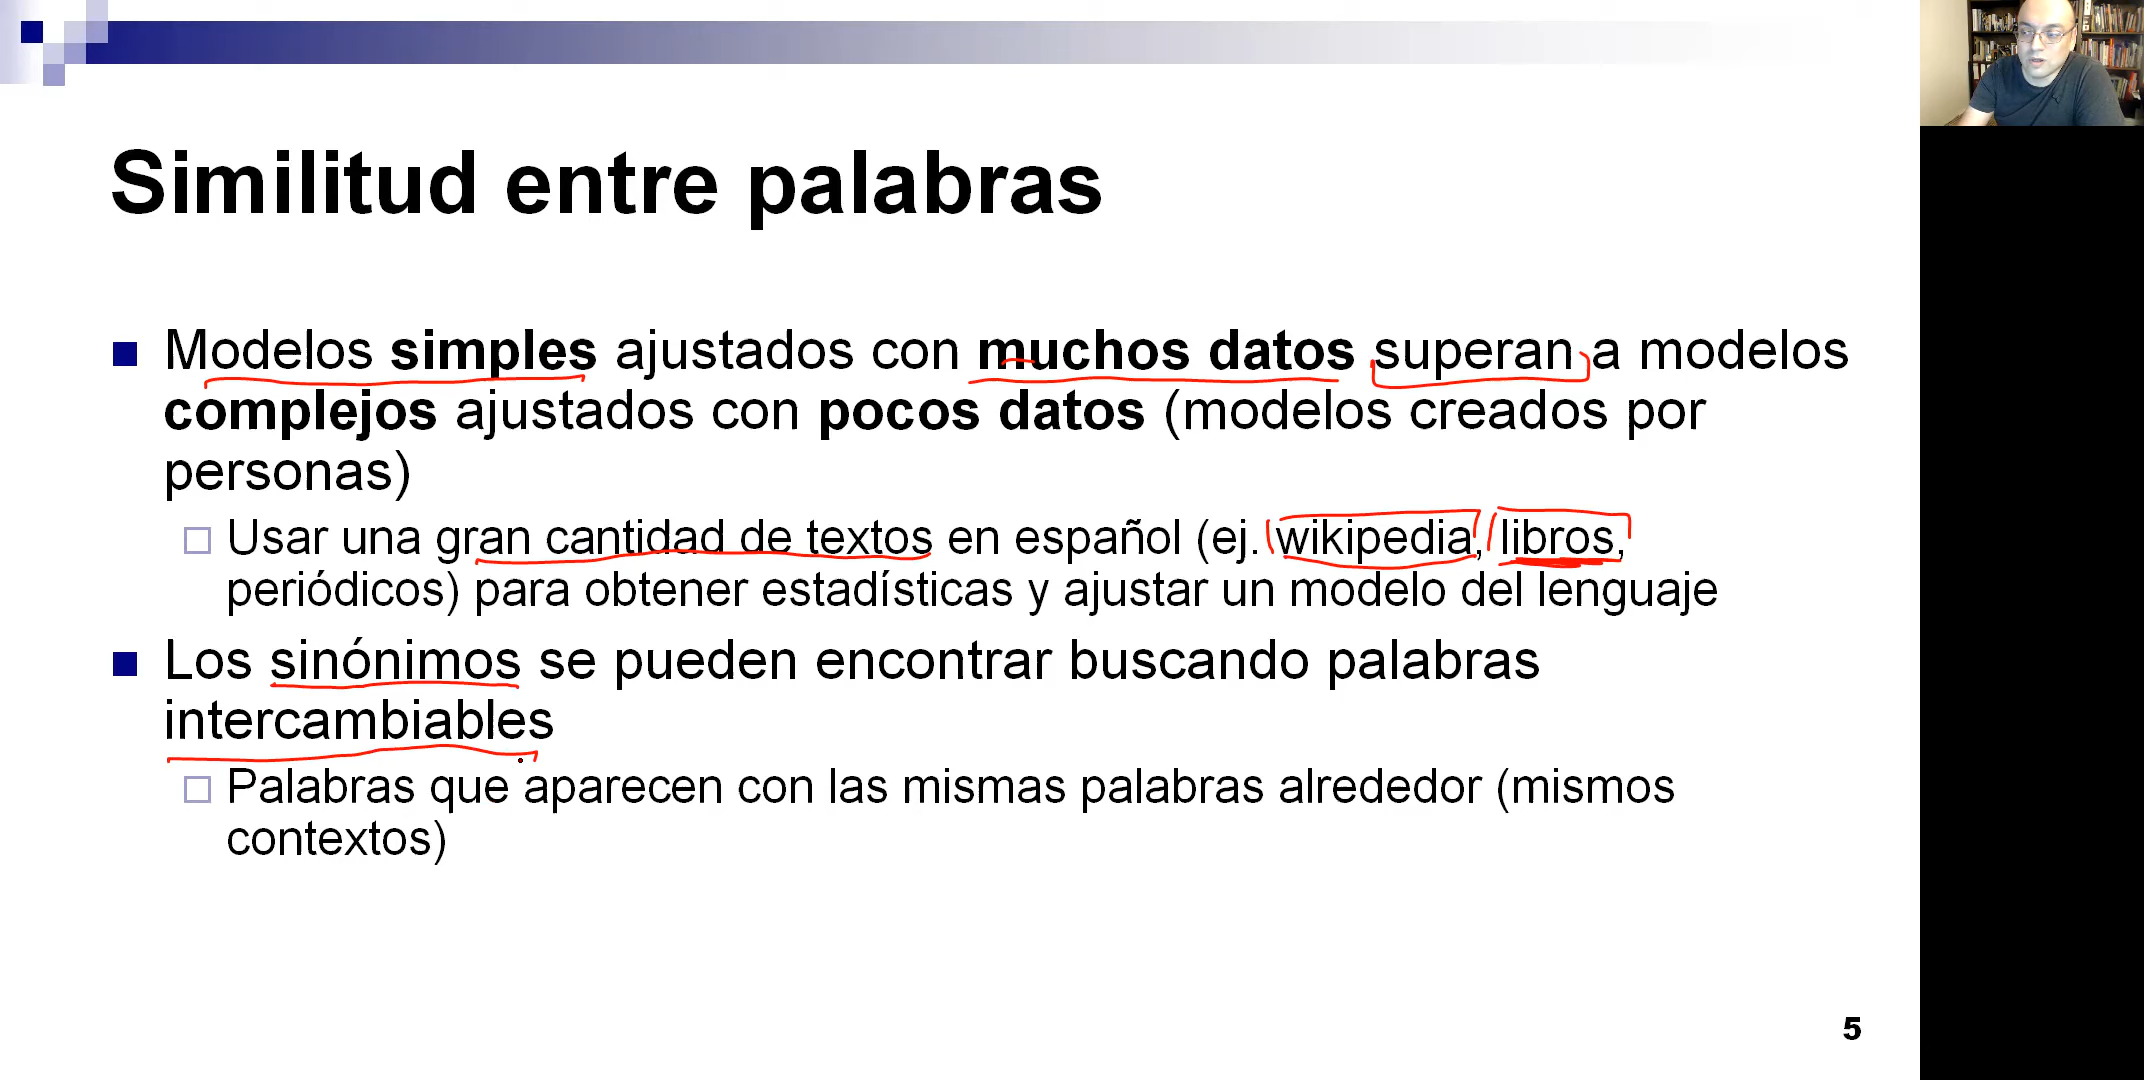 Similitud entre palabras
Modelos simples ajustados con muchos datos superan a modelos
complejos ajustados con pocos datos (modelos creados por
personas)
Usar una gran cantidad de textos en español (ej. wikipedia, libros,
periódicos) para obtener estadísticas y ajustar un modelo del lenguaje
Los sinónimos se pueden encontrar buscando palabras
intercambiables
Palabras que aparecen con las mismas palabras alrededor (mismos
contextos)
5